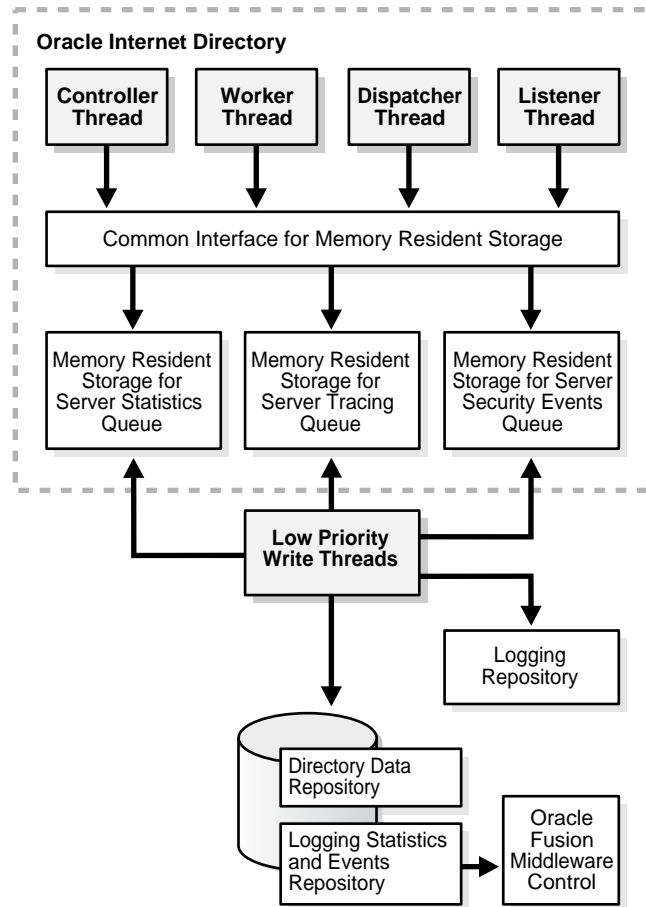 Oracle Internet Directory
Controller
Thread
Worker
Thread
Dispatcher
Thread
Listener
Thread
Common Interface for Memory Resident Storage
Memory Resident
Storage for
Server Statistics
Queue
Memory Resident
Storage for
Server Tracing
Queue
Memory Resident
Storage for Server
Security Events
Queue
Low Priority
Write Threads
Logging
Repository
Directory Data
Repository
Logging Statistics
and Events
Repository
Oracle
Fusion
Middleware
Control